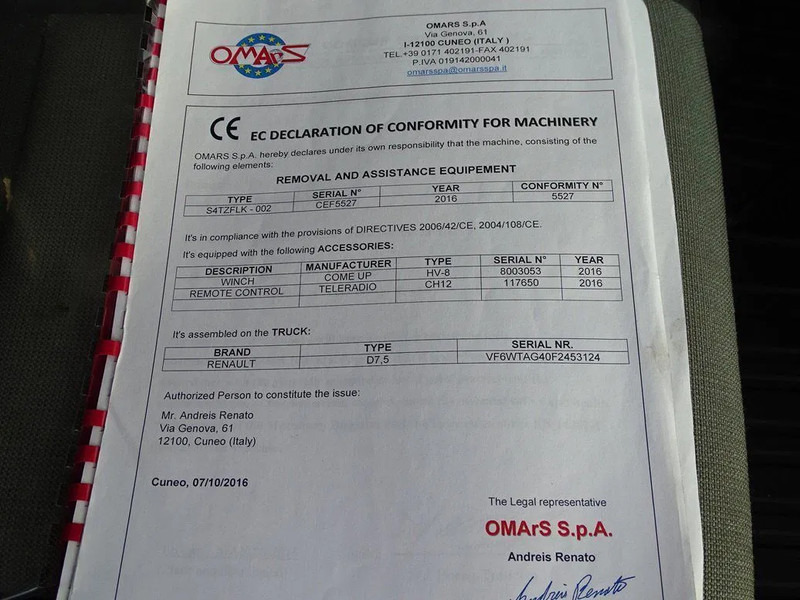 OMARS
OMARS S.p.A
Via Genova, 61
I-12100 CUNEO (ITALY )
TEL.+39 0171 402191-FAX 402191
P.IVA 019142000041
omarsspa@omarsspa.it
CE EC DECLARATION OF CONFORMITY FOR MACHINERY
OMARS S.p.A. hereby declares under its own responsibility that the machine, consisting of the
following elements:
REMOVAL AND ASSISTANCE EQUIPEMENT
TYPE SERIAL N° YEAR CONFORMITY N°
S4TZFLK - 002 CEF5527 2016 5527
It's in compliance with the provisions of DIRECTIVES 2006/42/CE, 2004/108/CE.
It's equipped with the following ACCESSORIES:
DESCRIPTION MANUFACTURER TYPE SERIAL N° YEAR
WINCH COME UP HV-8 8003053 2016
REMOTE CONTROL TELERADIO CH12 117650 2016
It's assembled on the TRUCK:
BRAND TYPE SERIAL NR.
RENAULT D7,5 VF6WTAG40F2453124
Authorized Person to constitute the issue:
Mr. Andreis Renato
Via Genova, 61
12100, Cuneo (Italy)
Cuneo, 07/10/2016
The Legal representative
OMArS S.p.A.
Andreis Renato
Andreis Renato